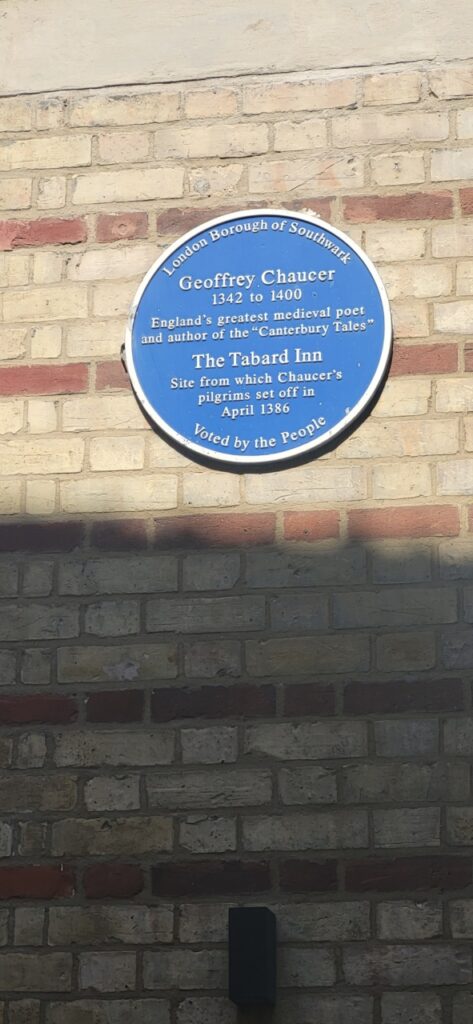 London Borough of Southwark
Geoffrey Chaucer
1342 to 1400
England's greatest medieval poet
and author of the "Canterbury Tales"
The Tabard Inn
Site from which Chaucer's
pilgrims set off in
April 1386
Voted by the People